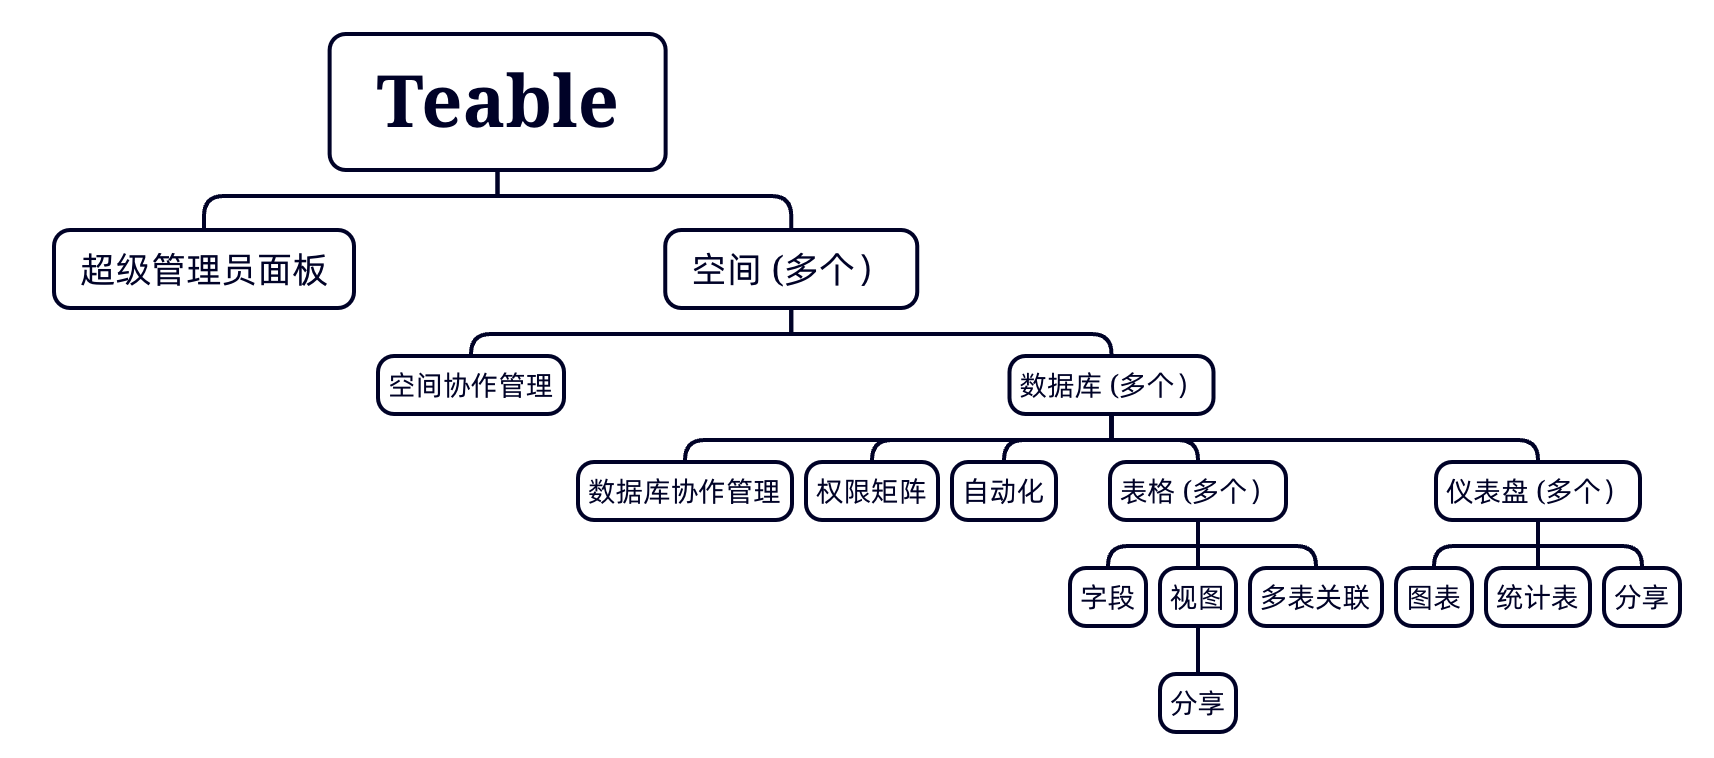 Teable
超级管理员面板
空间 (多个)
空间协作管理
数据库 (多个)
数据库协作管理
权限矩阵
自动化
表格 (多个)
仪表盘 (多个)
字段
视图
多表关联
图表
统计表
分享
分享